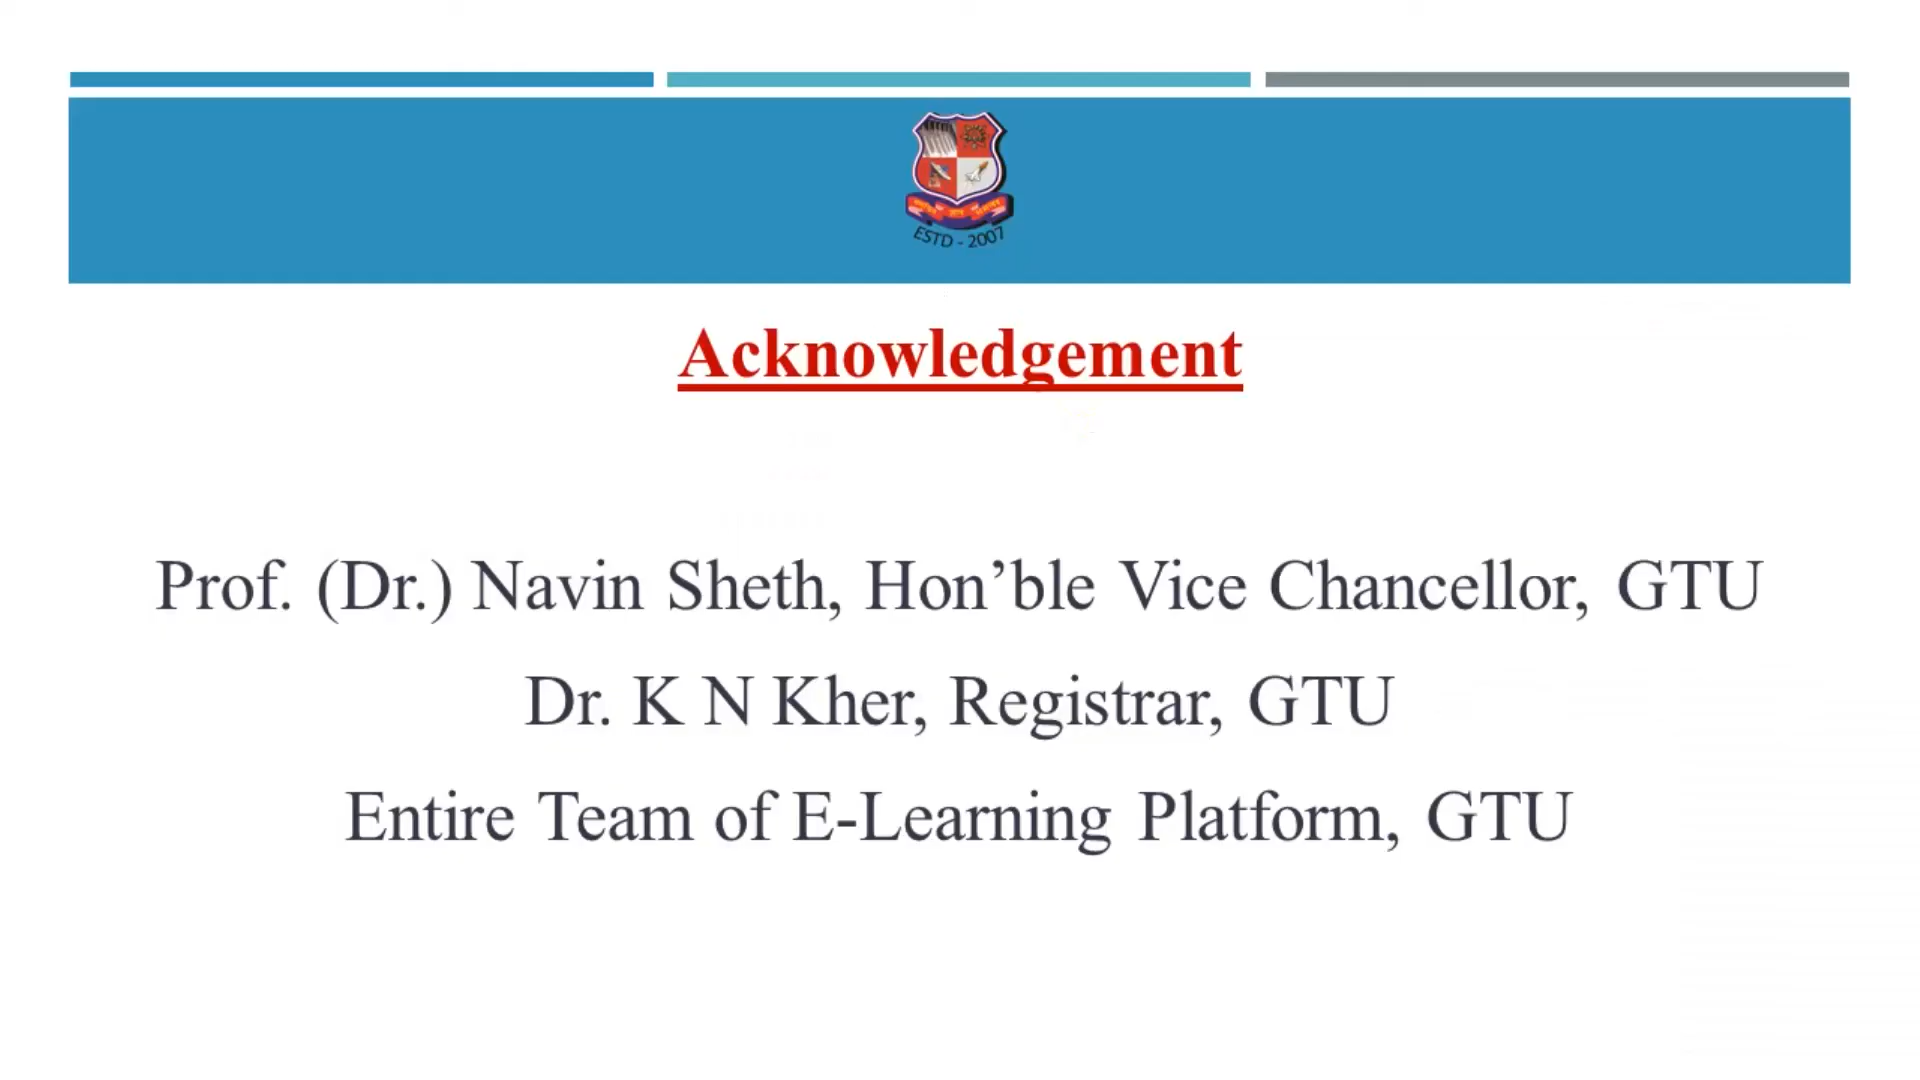 ESTD - 2007
Acknowledgement
Prof. (Dr.) Navin Sheth, Hon’ble Vice Chancellor, GTU
Dr. K N Kher, Registrar, GTU
Entire Team of E-Learning Platform, GTU